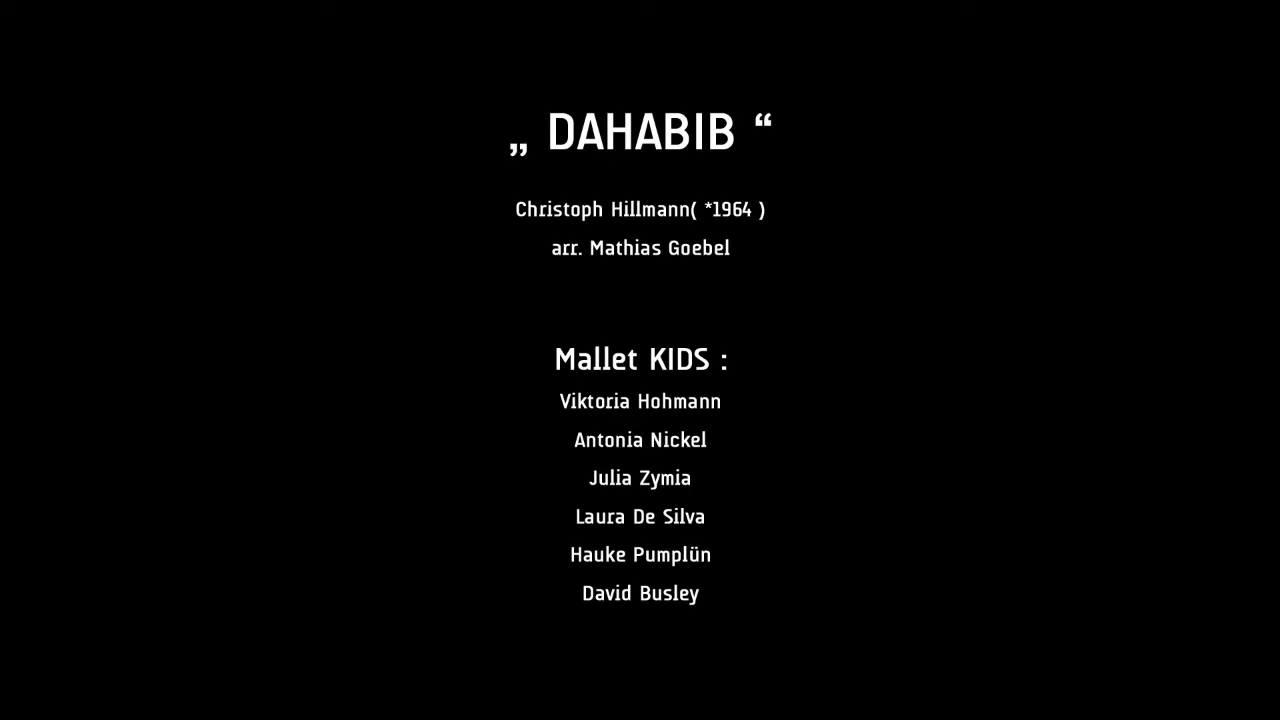 „ DAHABIB “
Christoph Hillmann( *1964 )
arr. Mathias Goebel
Mallet KIDS :
Viktoria Hohmann
Antonia Nickel
Julia Zymia
Laura De Silva
Hauke Pumplün
David Busley